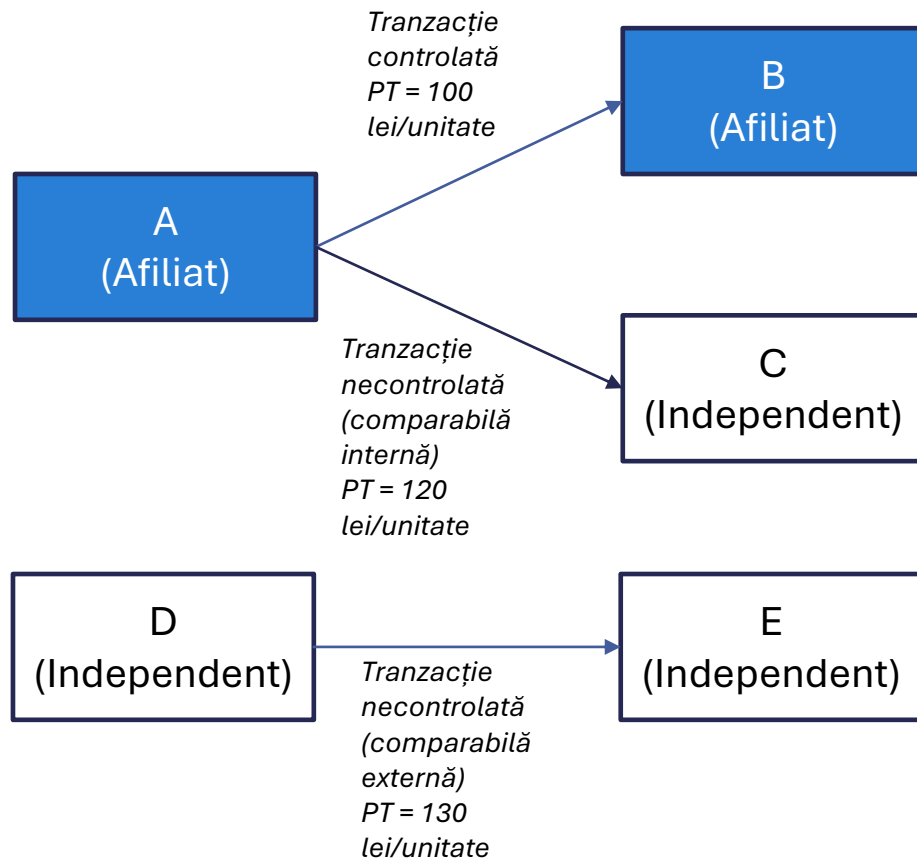 Tranzacție
controlată
PT = 100
lei/unitate
B
(Afiliat)
A
(Afiliat)
Tranzacție
necontrolată
(comparabilă
internă)
PT = 120
lei/unitate
C
(Independent)
D
(Independent)
E
(Independent)
Tranzacție
necontrolată
(comparabilă
externă)
PT = 130
lei/unitate